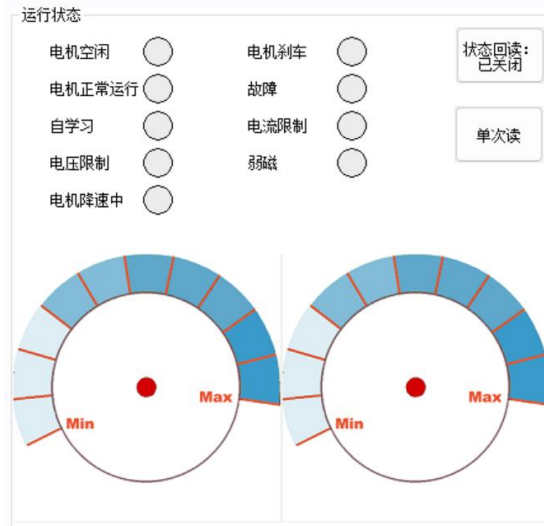 运行状态
电机空闲
电机刹车
状态回读:
已关闭
电机正常运行
故障
自学习
电流限制
单次读
电压限制
弱磁
电机降速中
Max
Max
Min
Min